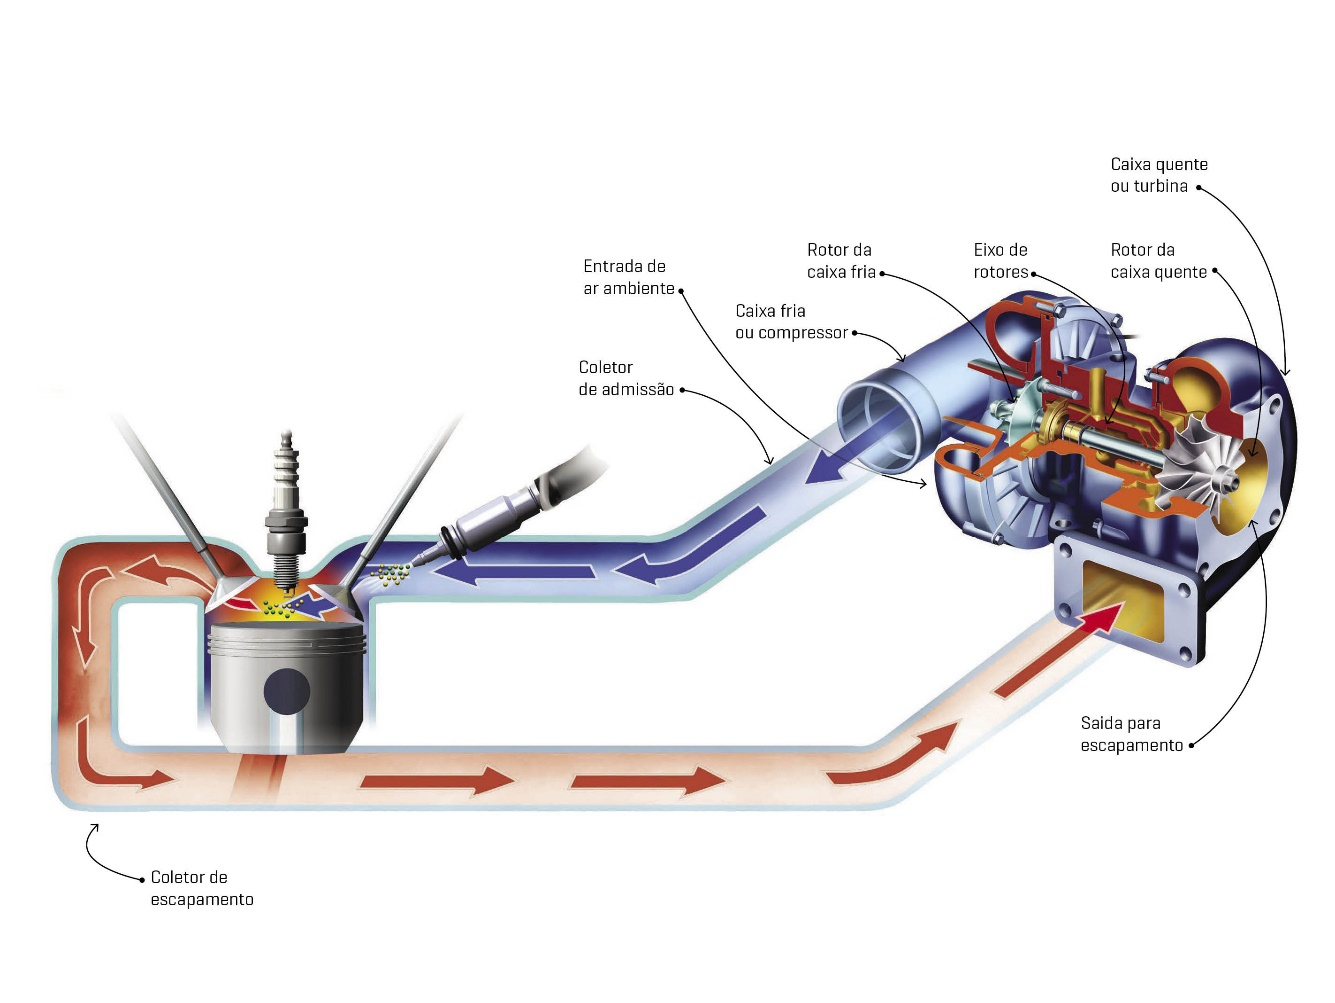 Caixa quente
ou turbina
Rotor da
caixa fria
Eixo de
rotores
Rotor da
caixa quente
Entrada de
ar ambiente
Caixa fria
ou compressor
Coletor
de admissão
Saida para
escapamento
Coletor de
escapamento